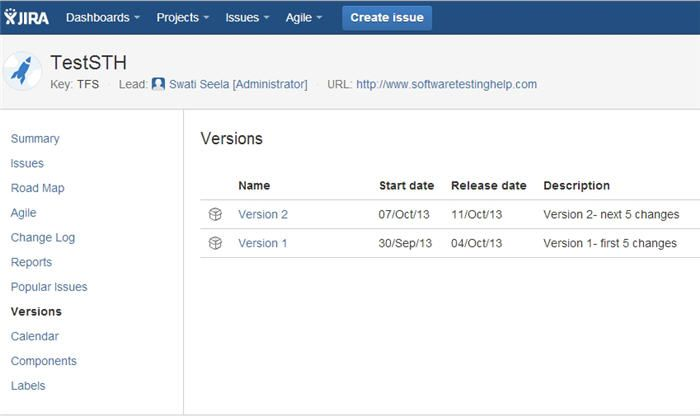 JIRA Dashboards Projects Issues Agile Create issue
TestSTH
Key: TFS · Lead: Swati Seela [Administrator] · URL: http://www.softwaretestinghelp.com
Summary
Issues
Road Map
Agile
Change Log
Reports
Popular Issues
Versions
Calendar
Components
Labels
Versions
Name Start date Release date Description
Version 2 07/Oct/13 11/Oct/13 Version 2- next 5 changes
Version 1 30/Sep/13 04/Oct/13 Version 1- first 5 changes